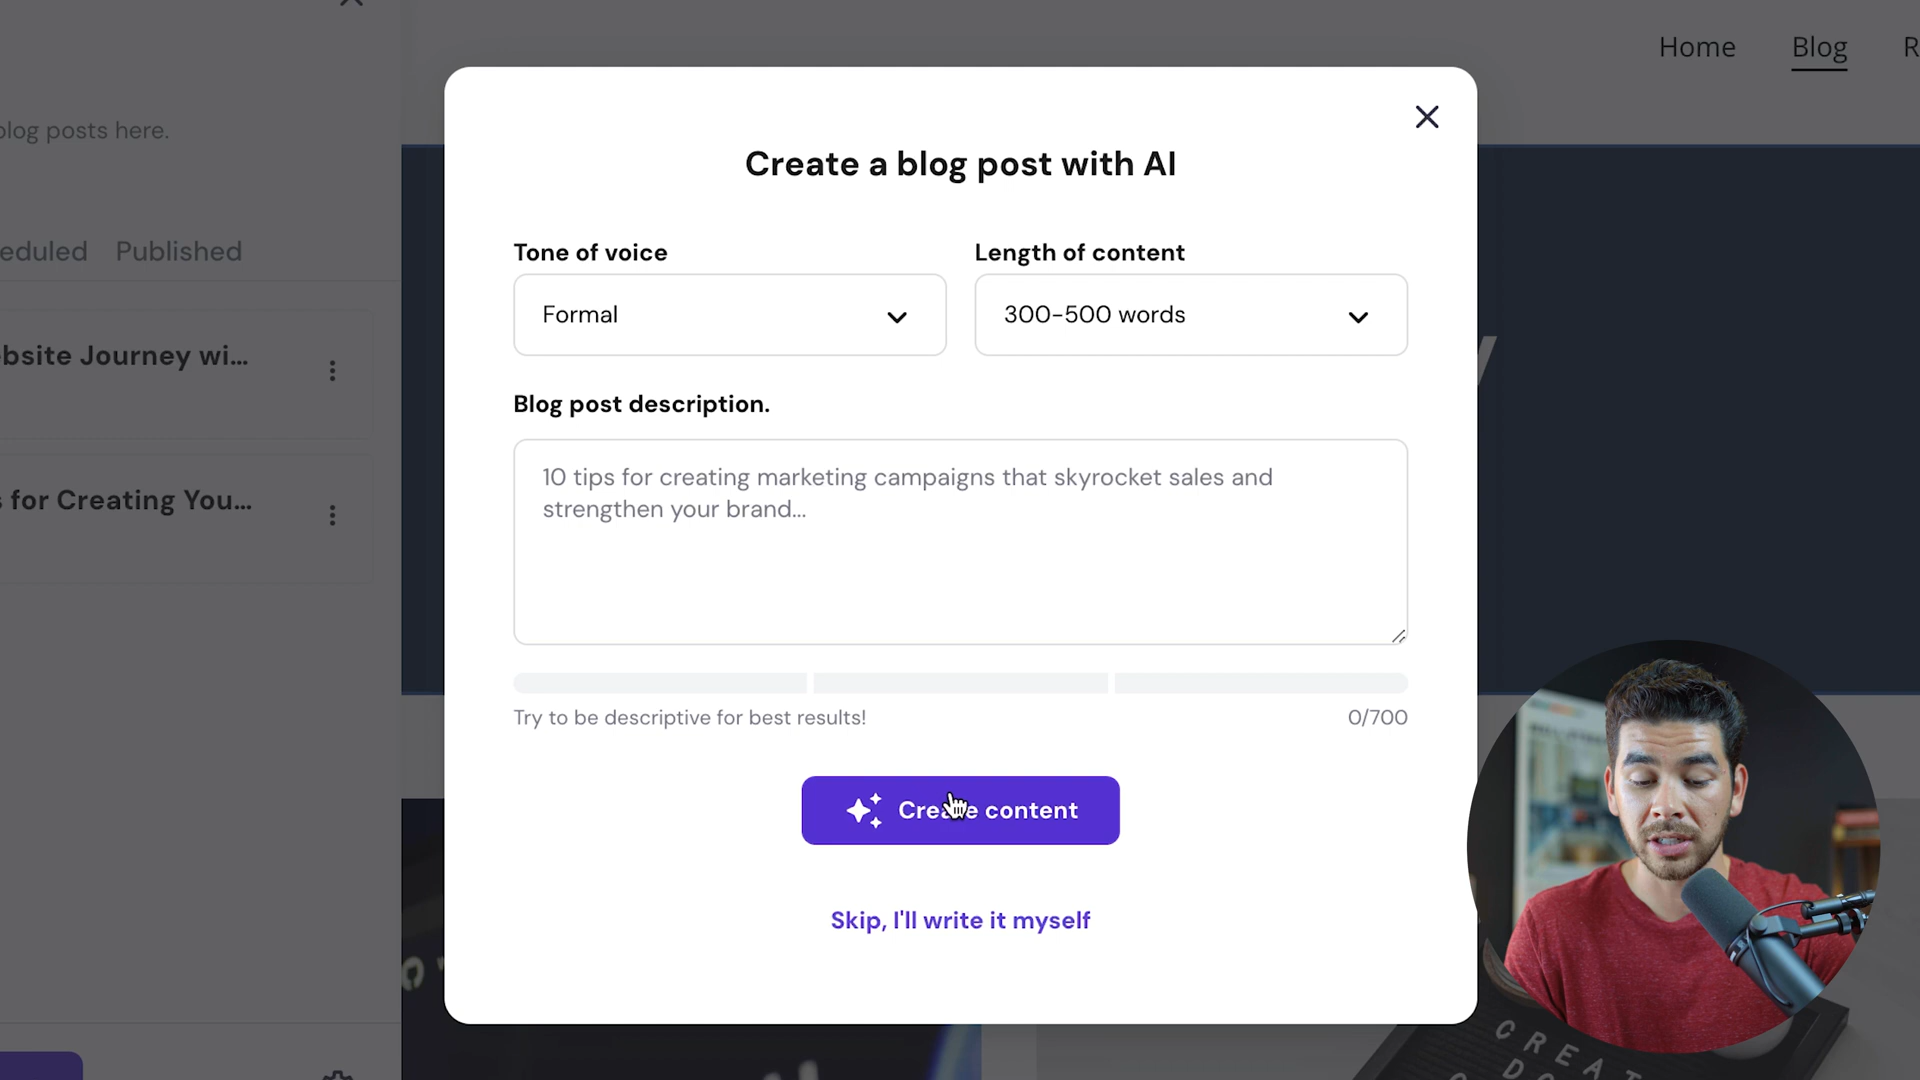 Home Blog R
blog posts here.
Create a blog post with AI
eduled Published
Tone of voice
Length of content
Formal
300-500 words
bsite Journey wi...
Blog post description.
10 tips for creating marketing campaigns that skyrocket sales and
strengthen your brand...
s for Creating You...
Try to be descriptive for best results!
0/700
Create content
Skip, I'll write it myself
CREAT